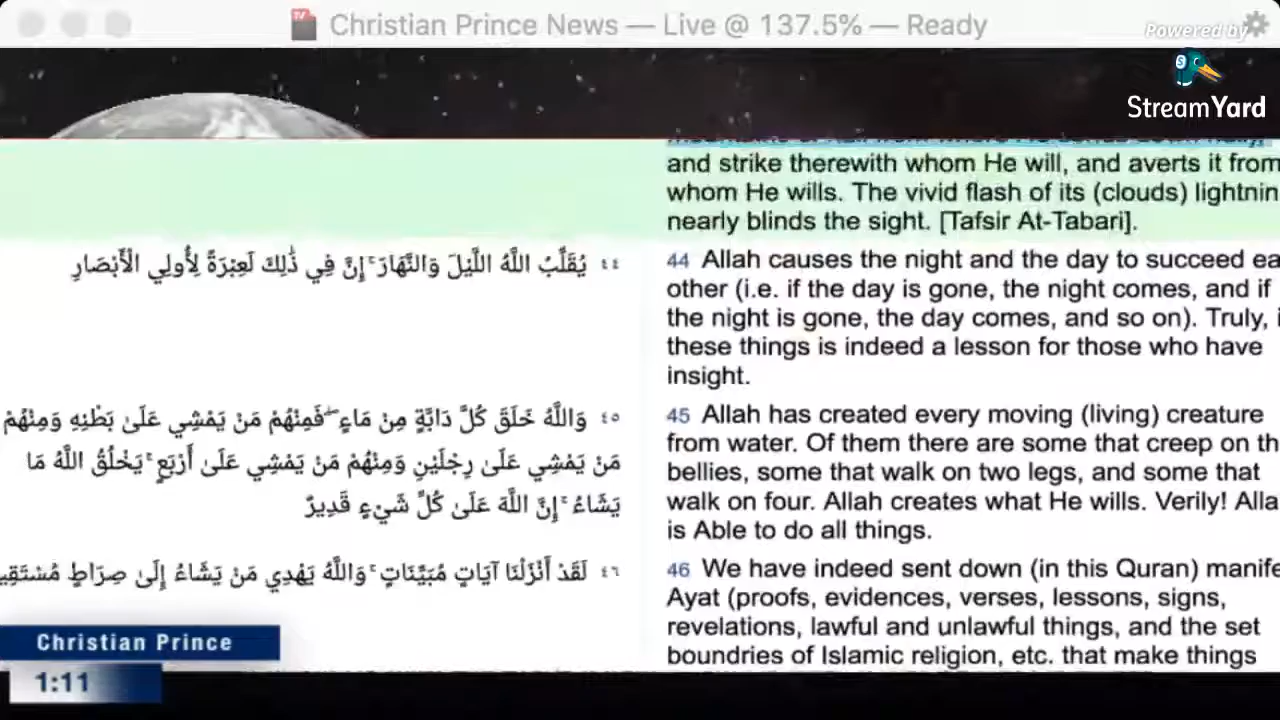 Christian Prince News — Live @ 137.5% — Ready
Powered by
StreamYard
and strike therewith whom He will, and averts it from
whom He wills. The vivid flash of its (clouds) lightnin
nearly blinds the sight. [Tafsir At-Tabari].
٤٤ يُقَلِّبُ اللَّهُ اللَّيْلَ وَالنَّهَارَ ۚ إِنَّ فِي ذَٰلِكَ لَعِبْرَةً لِأُولِي الْأَبْصَارِ
44 Allah causes the night and the day to succeed ea
other (i.e. if the day is gone, the night comes, and if
the night is gone, the day comes, and so on). Truly, i
these things is indeed a lesson for those who have
insight.
٤٥ وَاللَّهُ خَلَقَ كُلَّ دَابَّةٍ مِنْ مَاءٍ ۖ فَمِنْهُمْ مَنْ يَمْشِي عَلَىٰ بَطْنِهِ وَمِنْهُمْ
مَنْ يَمْشِي عَلَىٰ رِجْلَيْنِ وَمِنْهُمْ مَنْ يَمْشِي عَلَىٰ أَرْبَعٍ ۚ يَخْلُقُ اللَّهُ مَا
يَشَاءُ ۚ إِنَّ اللَّهَ عَلَىٰ كُلِّ شَيْءٍ قَدِيرٌ
45 Allah has created every moving (living) creature
from water. Of them there are some that creep on th
bellies, some that walk on two legs, and some that
walk on four. Allah creates what He wills. Verily! Alla
is Able to do all things.
٤٦ لَقَدْ أَنْزَلْنَا آيَاتٍ مُبَيِّنَاتٍ ۚ وَاللَّهُ يَهْدِي مَنْ يَشَاءُ إِلَىٰ صِرَاطٍ مُسْتَقِي
46 We have indeed sent down (in this Quran) manife
Ayat (proofs, evidences, verses, lessons, signs,
revelations, lawful and unlawful things, and the set
boundries of Islamic religion, etc. that make things
Christian Prince
1:11